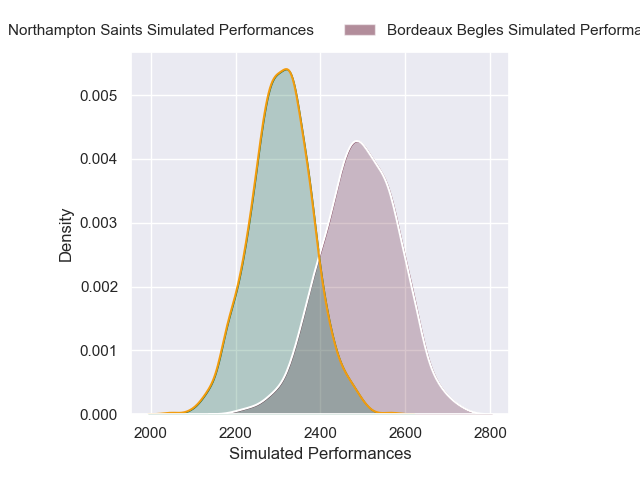 Northampton Saints Simulated Performances Bordeaux Begles Simulated
0.005
0.004
0.003
0.002
0.001
0.000
Density
2000 2200 2400 2600 2800
Simulated Performances